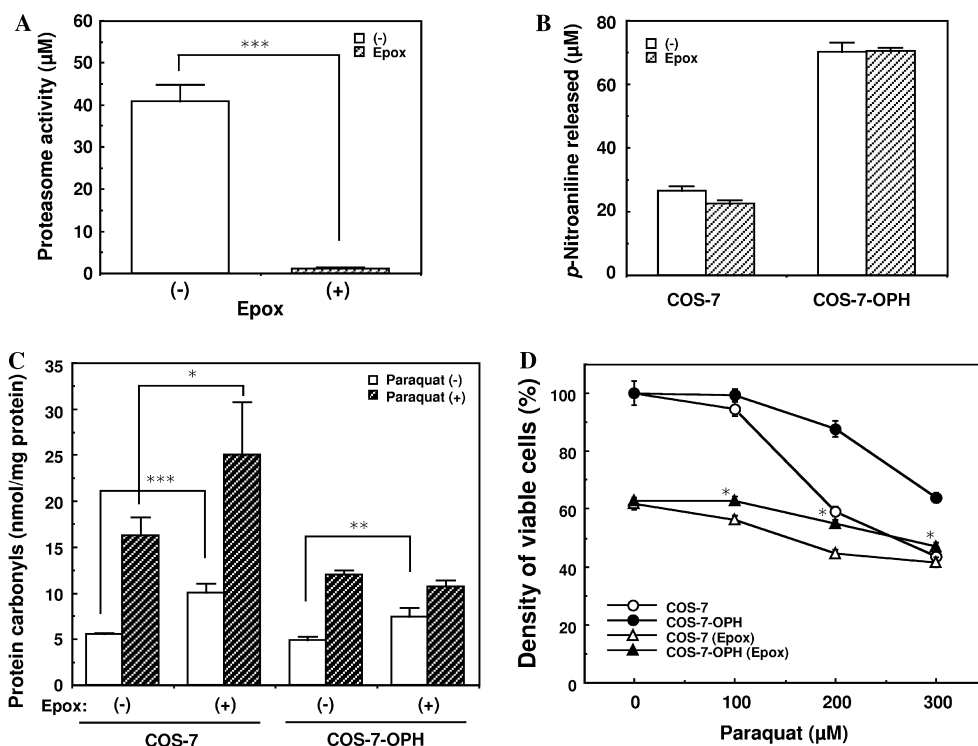 A
Proteasome activity (µM)
60
50
40
30
20
10
0
***
(-)
Epox
(-)
(+)
Epox
B
p-Nitroaniline released (µM)
80
60
40
20
0
(-)
Epox
COS-7
COS-7-OPH
C
Protein carbonyls (nmol/mg protein)
35
30
25
20
15
10
5
0
*
***
**
Paraquat (-)
Paraquat (+)
Epox:
(-)
(+)
(-)
(+)
COS-7
COS-7-OPH
D
Density of viable cells (%)
100
80
60
40
20
0
*
*
*
COS-7
COS-7-OPH
COS-7 (Epox)
COS-7-OPH (Epox)
0
100
200
300
Paraquat (µM)